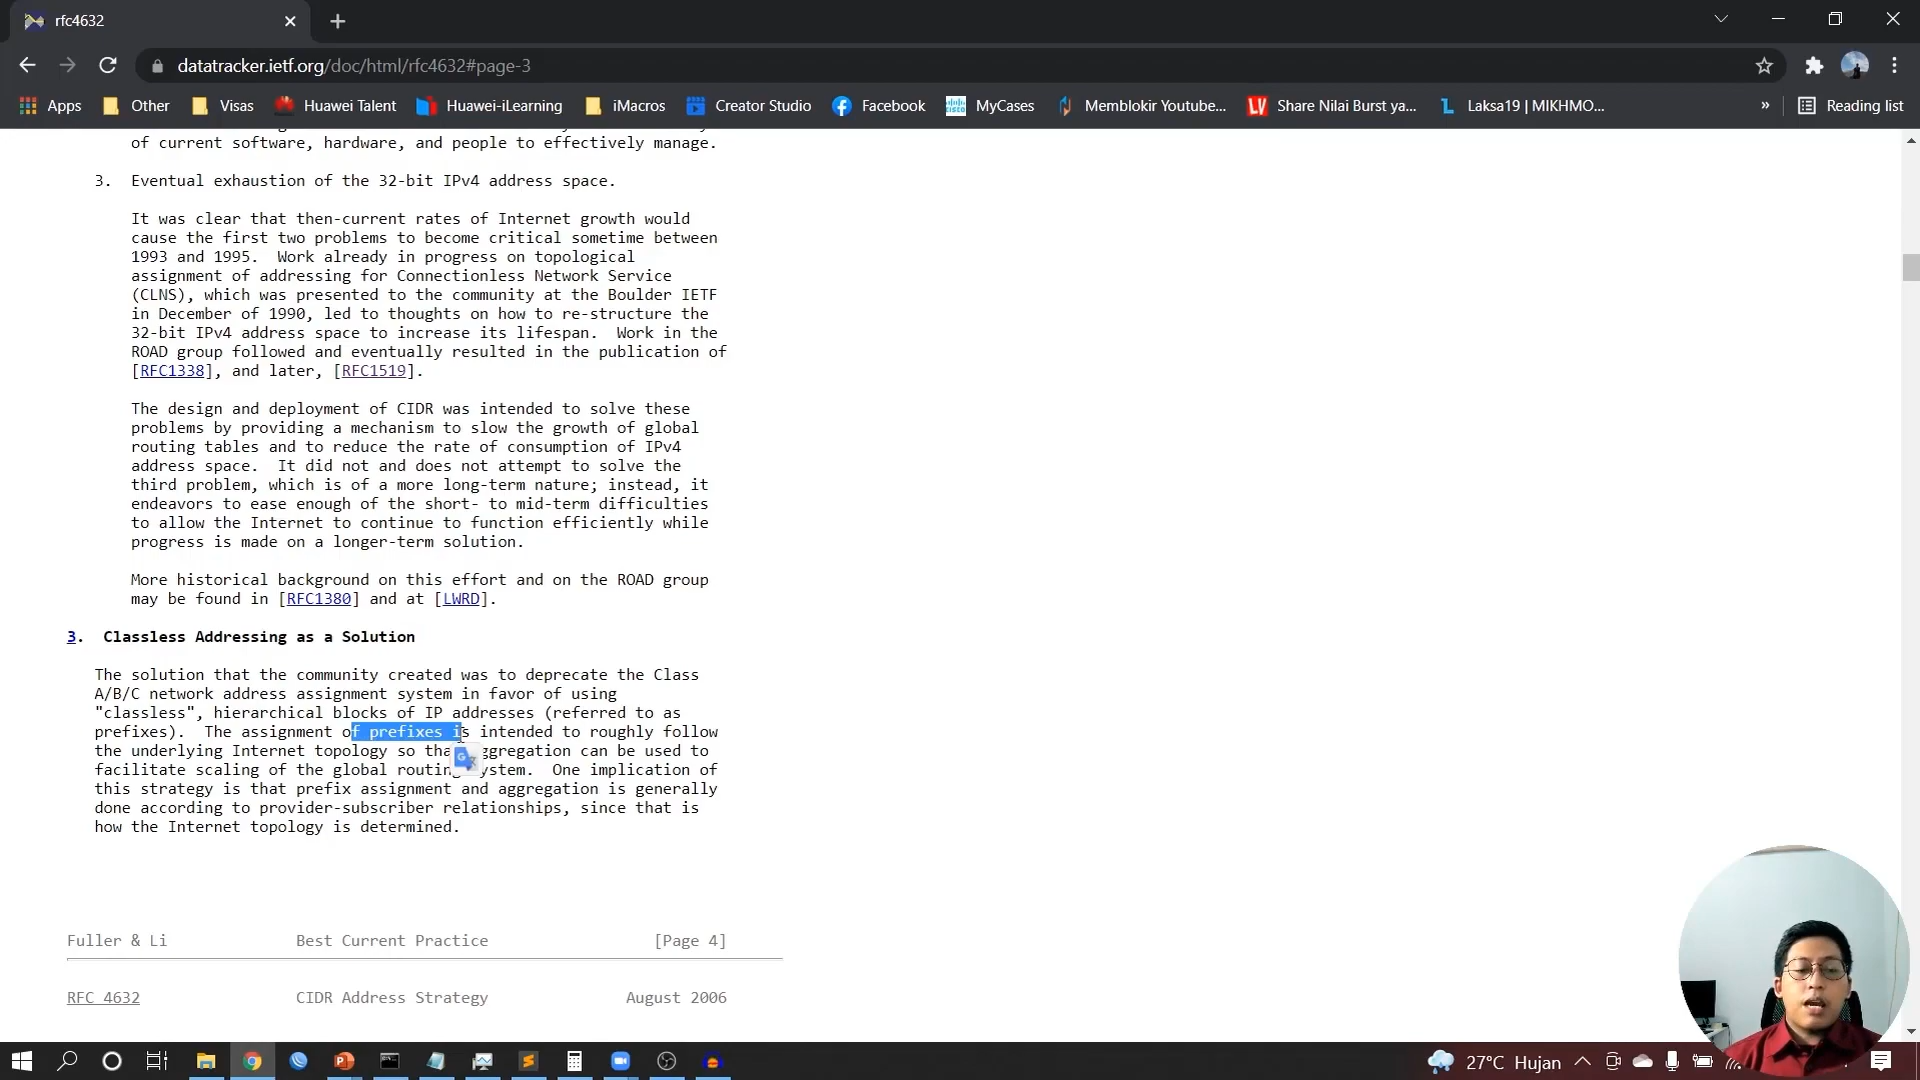 rfc4632
datatracker.ietf.org/doc/html/rfc4632#page-3
Apps Other Visas Huawei Talent Huawei-iLearning iMacros Creator Studio Facebook MyCases Memblokir Youtube... Share Nilai Burst ya... Laksa19 | MIKHMO... » Reading list
of current software, hardware, and people to effectively manage.
3. Eventual exhaustion of the 32-bit IPv4 address space.
It was clear that then-current rates of Internet growth would
cause the first two problems to become critical sometime between
1993 and 1995. Work already in progress on topological
assignment of addressing for Connectionless Network Service
(CLNS), which was presented to the community at the Boulder IETF
in December of 1990, led to thoughts on how to re-structure the
32-bit IPv4 address space to increase its lifespan. Work in the
ROAD group followed and eventually resulted in the publication of
[RFC1338], and later, [RFC1519].
The design and deployment of CIDR was intended to solve these
problems by providing a mechanism to slow the growth of global
routing tables and to reduce the rate of consumption of IPv4
address space. It did not and does not attempt to solve the
third problem, which is of a more long-term nature; instead, it
endeavors to ease enough of the short- to mid-term difficulties
to allow the Internet to continue to function efficiently while
progress is made on a longer-term solution.
More historical background on this effort and on the ROAD group
may be found in [RFC1380] and at [LWRD].
3. Classless Addressing as a Solution
The solution that the community created was to deprecate the Class
A/B/C network address assignment system in favor of using
"classless", hierarchical blocks of IP addresses (referred to as
prefixes). The assignment of prefixes is intended to roughly follow
the underlying Internet topology so that aggregation can be used to
facilitate scaling of the global routing system. One implication of
this strategy is that prefix assignment and aggregation is generally
done according to provider-subscriber relationships, since that is
how the Internet topology is determined.
Fuller & Li Best Current Practice [Page 4]
RFC 4632 CIDR Address Strategy August 2006
27°C Hujan